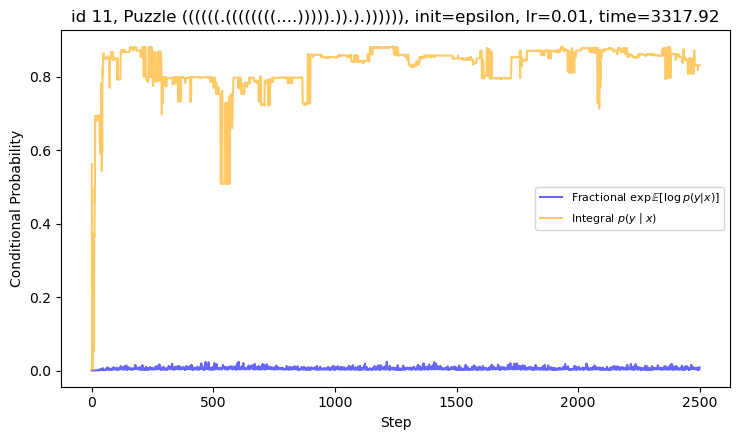 id 11, Puzzle ((((((.((((((((....))))).)).).)))))), init=epsilon, lr=0.01, time=3317.92
Conditional Probability
0.8
0.6
0.4
0.2
0.0
Fractional exp 𝔼[log p(y|x)]
Integral p(y | x)
0 500 1000 1500 2000 2500
Step